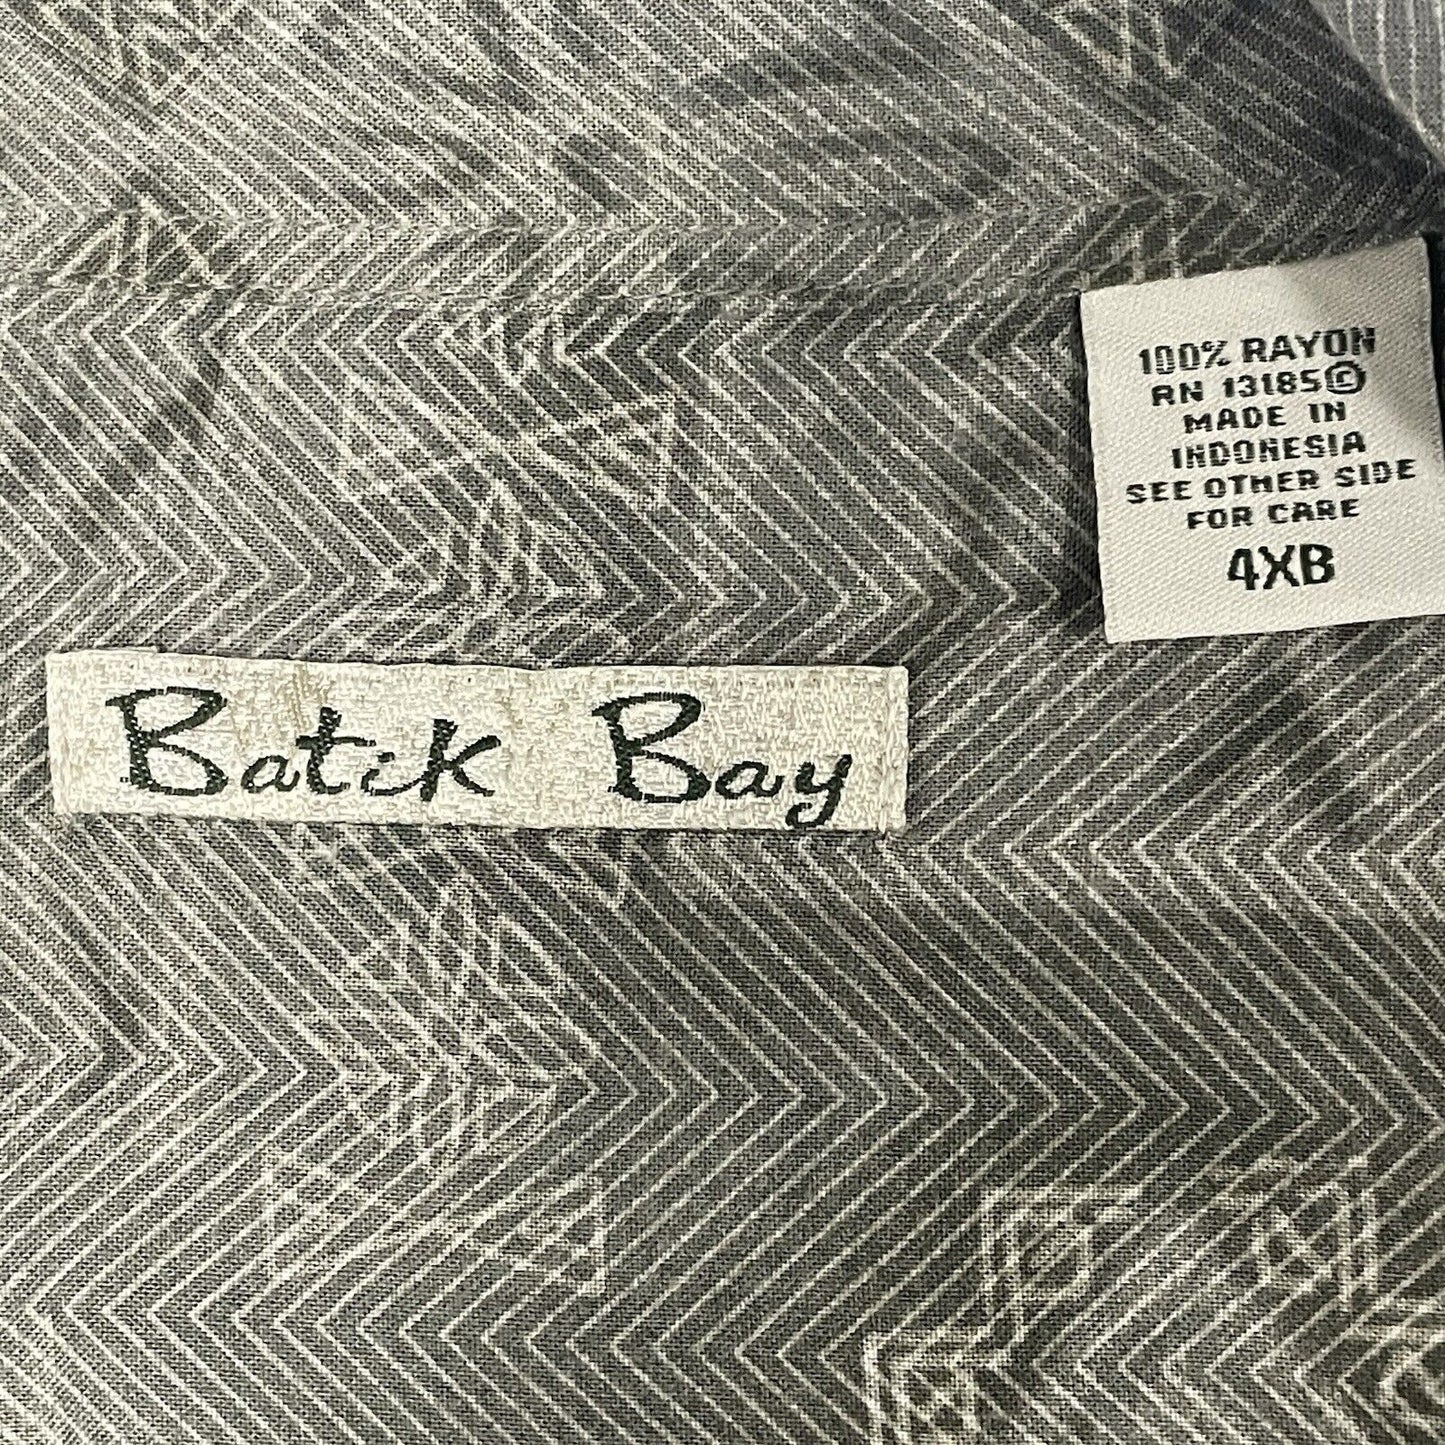 100% RAYON
RN 13185©
MADE IN
INDONESIA
SEE OTHER SIDE
FOR CARE
4XB
Batik Bay